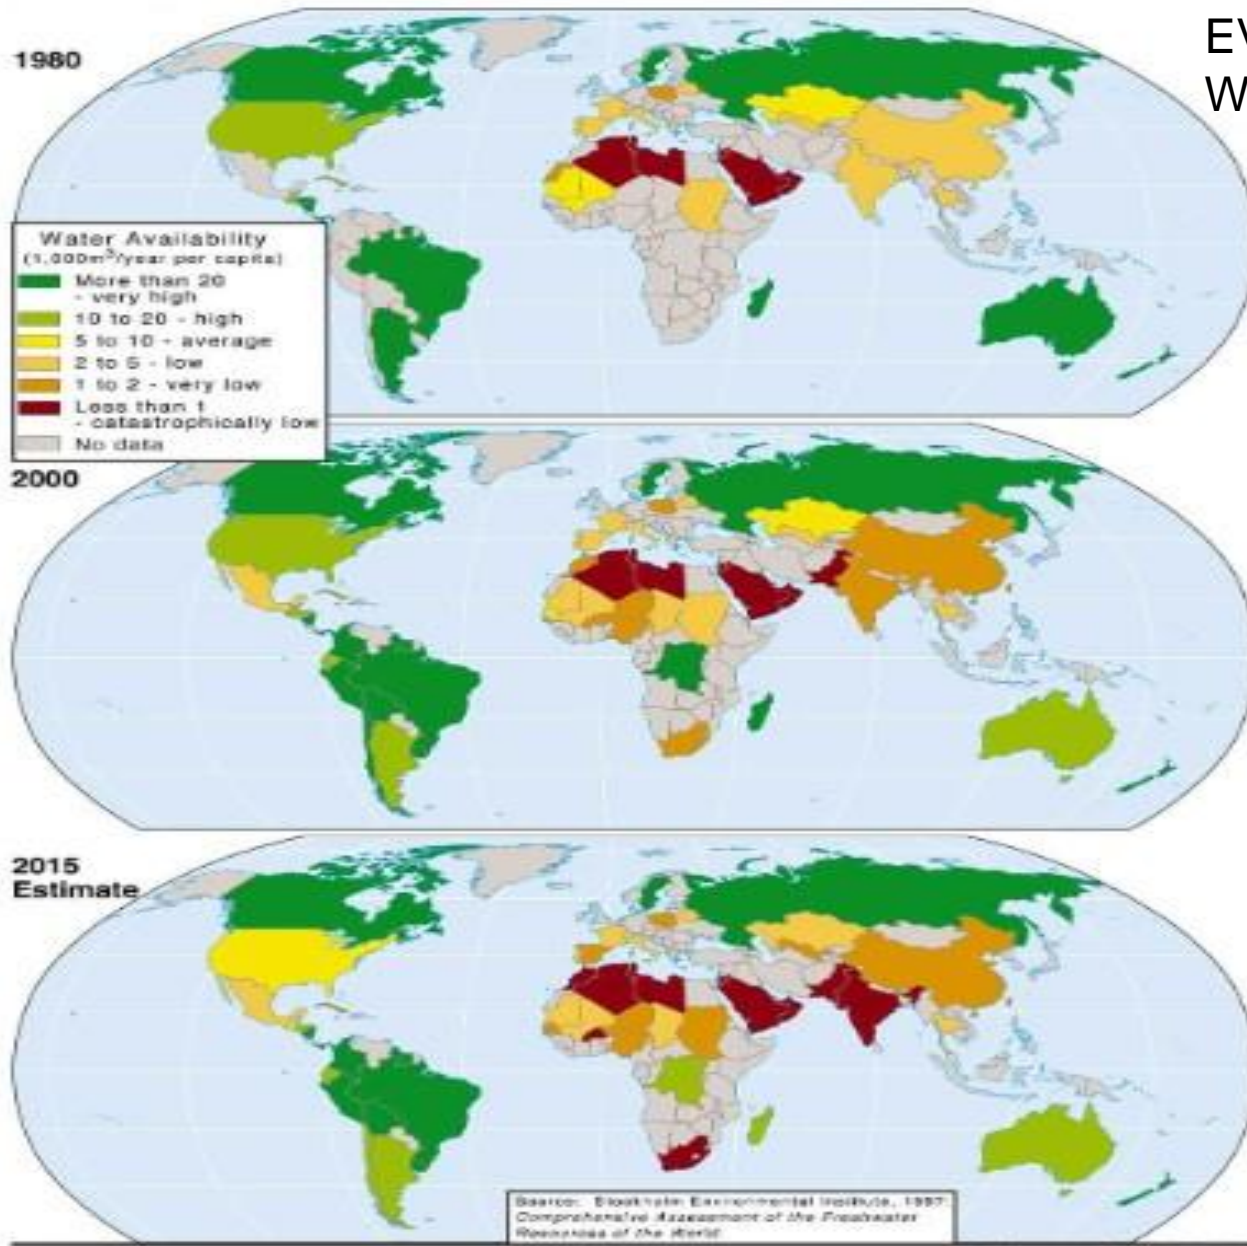 EV
W
1980
Water Availability
(1,000m³/year per capita)
More than 20
- very high
10 to 20 - high
5 to 10 - average
2 to 5 - low
1 to 2 - very low
Less than 1
- catastrophically low
No data
2000
2015
Estimate
Source: Stockholm Environmental Institute, 1997
Comprehensive Assessment of the Freshwater
Resources of the World.